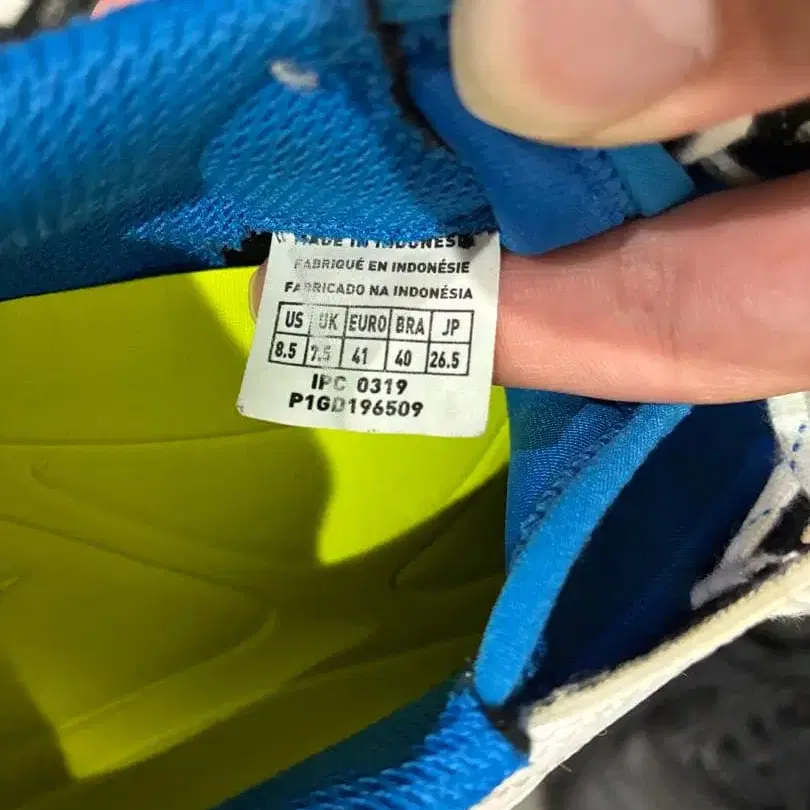 MADE IN INDONESIA
FABRIQUÉ EN INDONÉSIE
FABRICADO NA INDONÉSIA
US UK EURO BRA JP
8.5 7.5 41 40 26.5
IPC 0319
P1GD196509